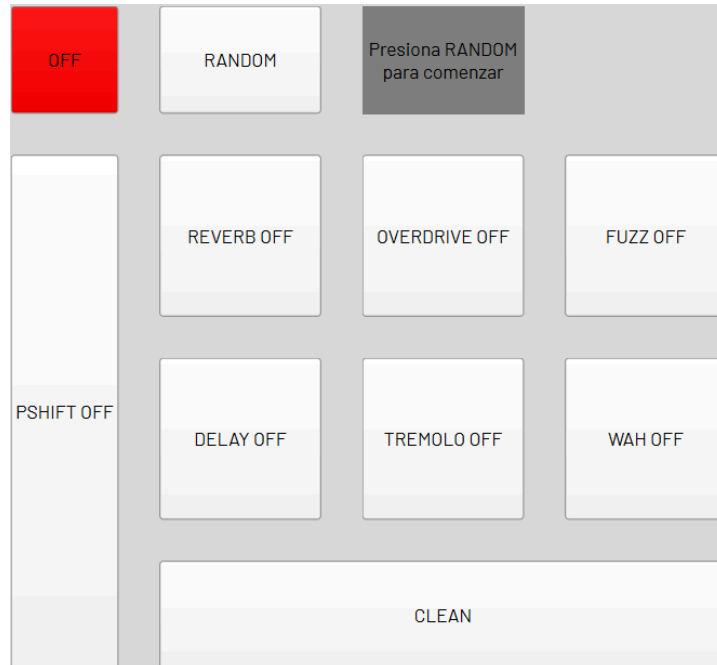 OFF
RANDOM
Presiona RANDOM
para comenzar
REVERB OFF
OVERDRIVE OFF
FUZZ OFF
PSHIFT OFF
DELAY OFF
TREMOLO OFF
WAH OFF
CLEAN